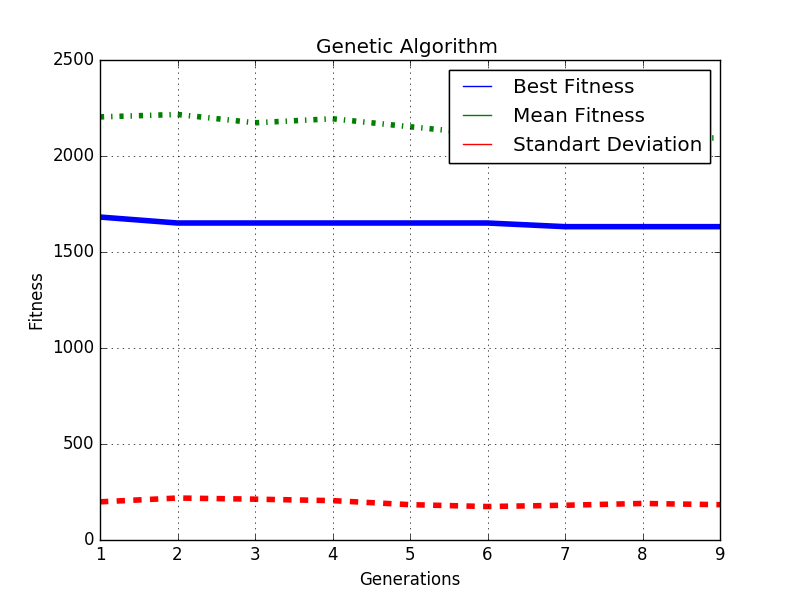 Genetic Algorithm
2500
2000
1500
1000
500
0
Fitness
Best Fitness
Mean Fitness
Standart Deviation
1 2 3 4 5 6 7 8 9
Generations